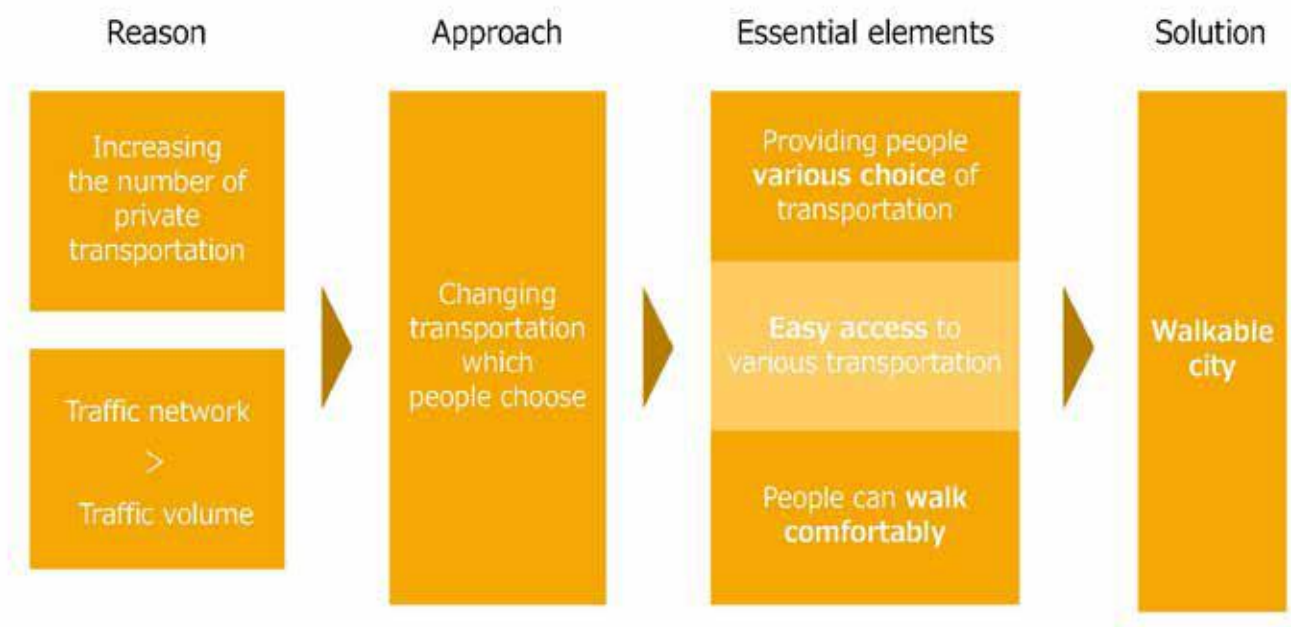 Reason
Increasing
the number of
private
transportation
Traffic network
>
Traffic volume
Approach
Changing
transportation
which
people choose
Essential elements
Providing people
various choice of
transportation
Easy access to
various transportation
People can walk
comfortably
Solution
Walkable
city